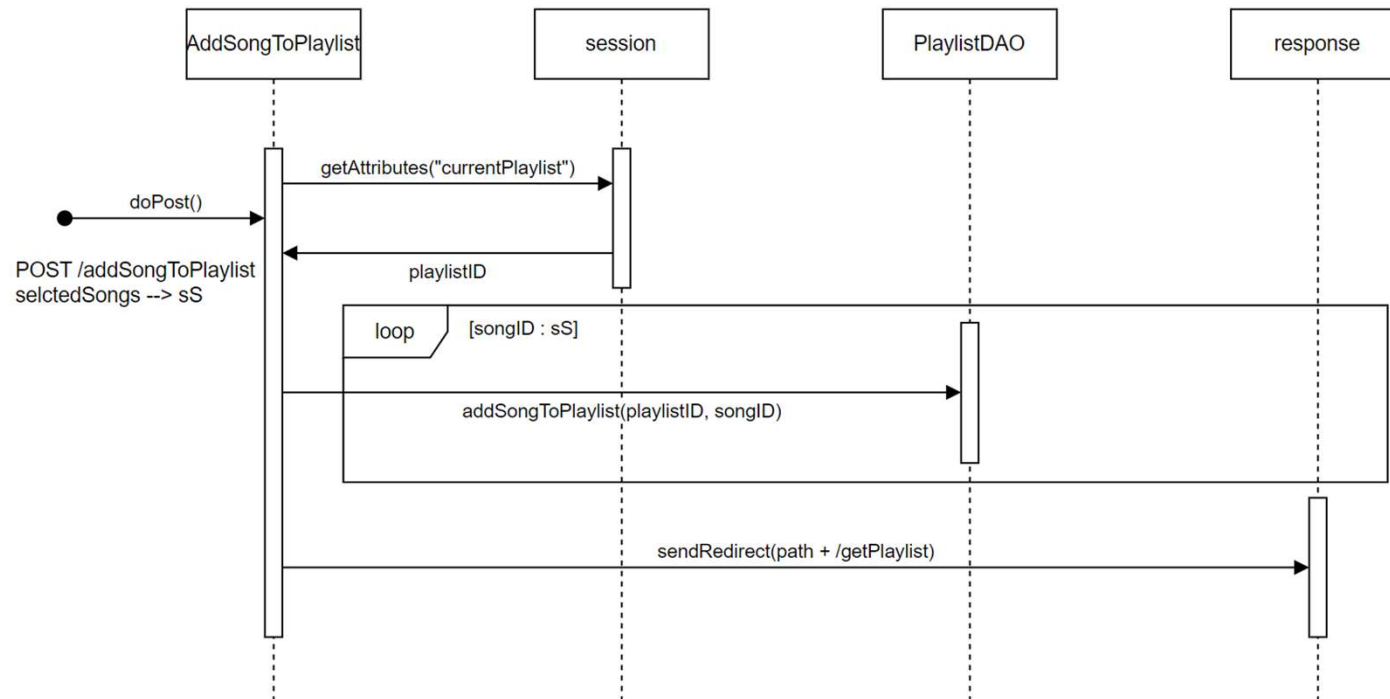 AddSongToPlaylist
session
PlaylistDAO
response
getAttributes("currentPlaylist")
doPost()
playlistID
POST /addSongToPlaylist
selctedSongs --> sS
loop
[songID : sS]
addSongToPlaylist(playlistID, songID)
sendRedirect(path + /getPlaylist)